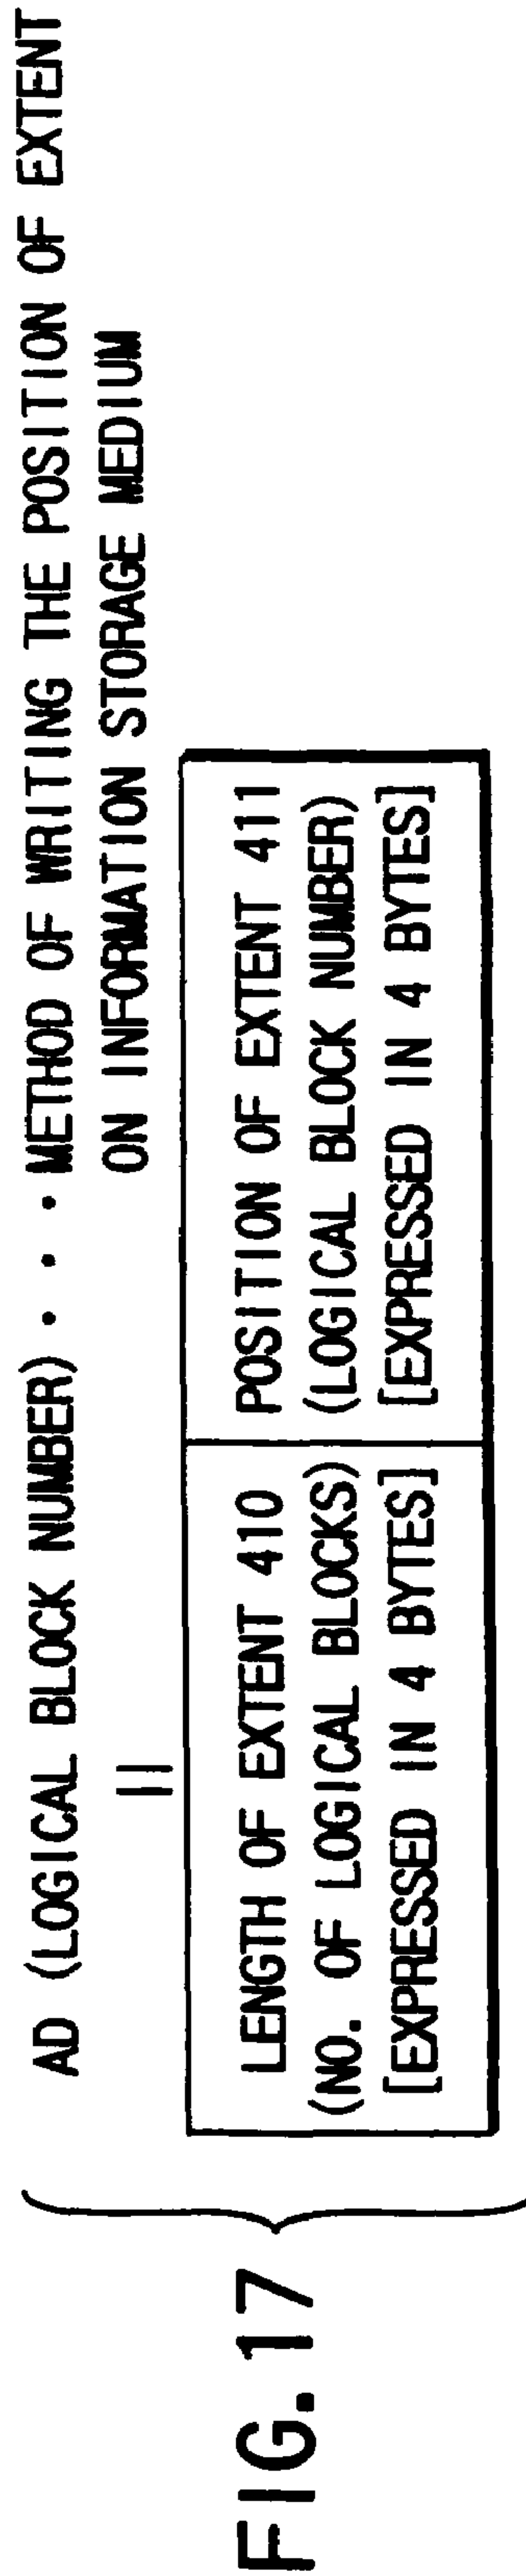 AD (LOGICAL BLOCK NUMBER) • • • METHOD OF WRITING THE POSITION OF EXTENT
ON INFORMATION STORAGE MEDIUM
||
LENGTH OF EXTENT 410
(NO. OF LOGICAL BLOCKS)
[EXPRESSED IN 4 BYTES]
POSITION OF EXTENT 411
(LOGICAL BLOCK NUMBER)
[EXPRESSED IN 4 BYTES]
FIG. 17